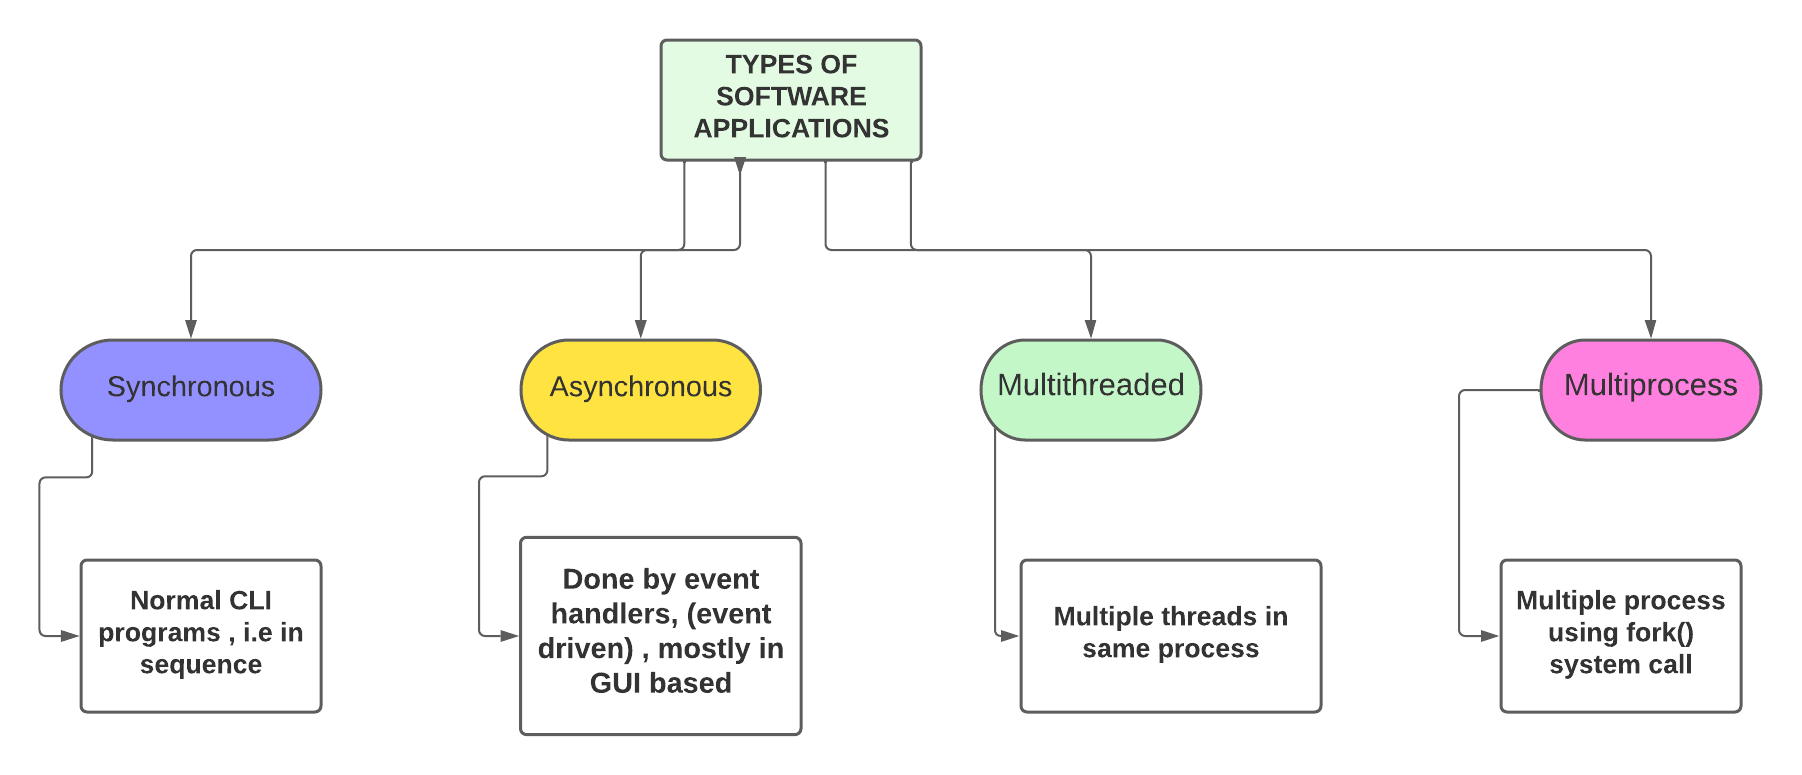 TYPES OF
SOFTWARE
APPLICATIONS
Synchronous
Asynchronous
Multithreaded
Multiprocess
Normal CLI
programs , i.e in
sequence
Done by event
handlers, (event
driven) , mostly in
GUI based
Multiple threads in
same process
Multiple process
using fork()
system call